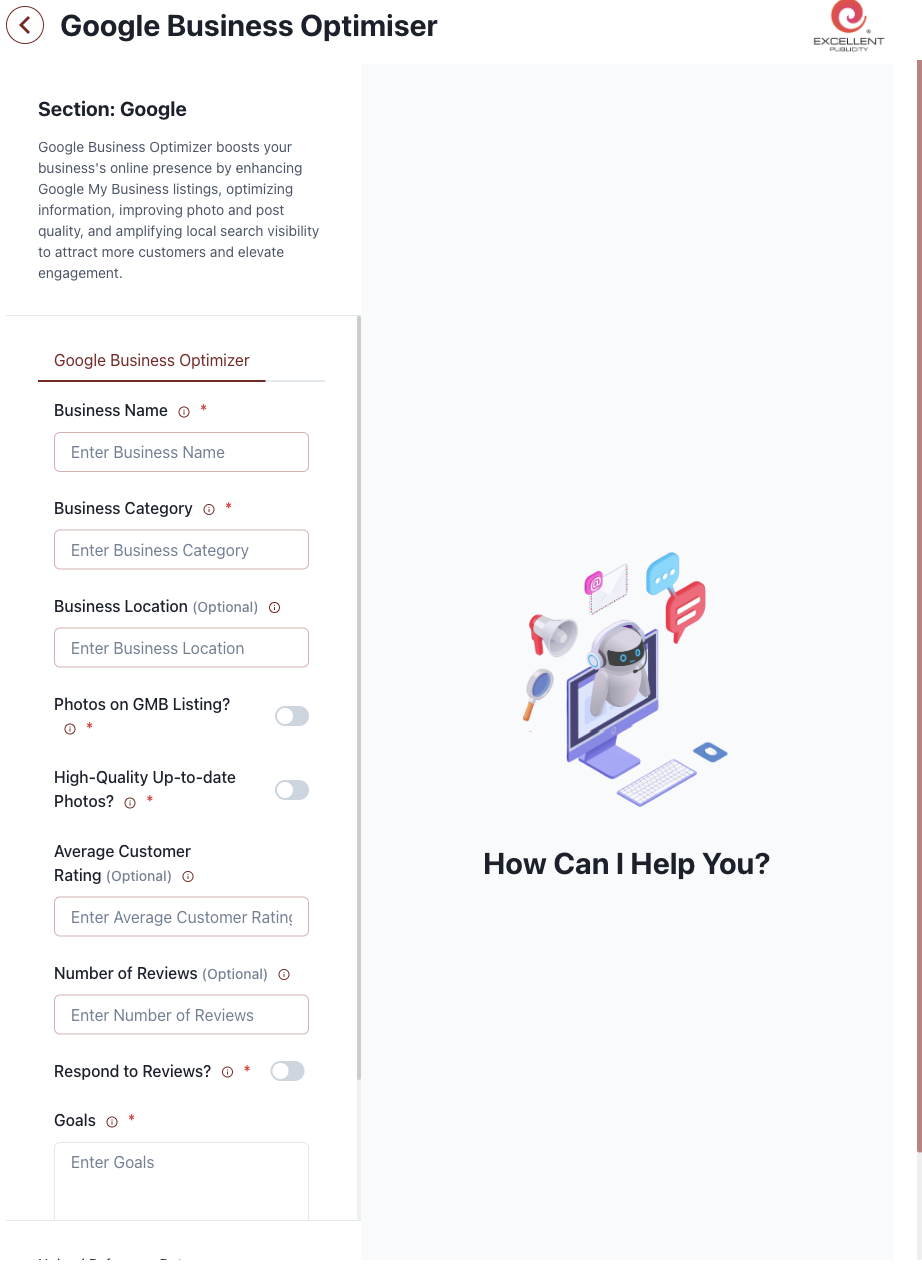 Google Business Optimiser
EXCELLENT
PUBLICITY
Section: Google
Google Business Optimizer boosts your
business's online presence by enhancing
Google My Business listings, optimizing
information, improving photo and post
quality, and amplifying local search visibility
to attract more customers and elevate
engagement.
Google Business Optimizer
Business Name *
Enter Business Name
Business Category *
Enter Business Category
Business Location (Optional)
Enter Business Location
Photos on GMB Listing?
*
High-Quality Up-to-date
Photos? *
Average Customer
Rating (Optional)
Enter Average Customer Rating
Number of Reviews (Optional)
Enter Number of Reviews
Respond to Reviews? *
Goals *
Enter Goals
How Can I Help You?